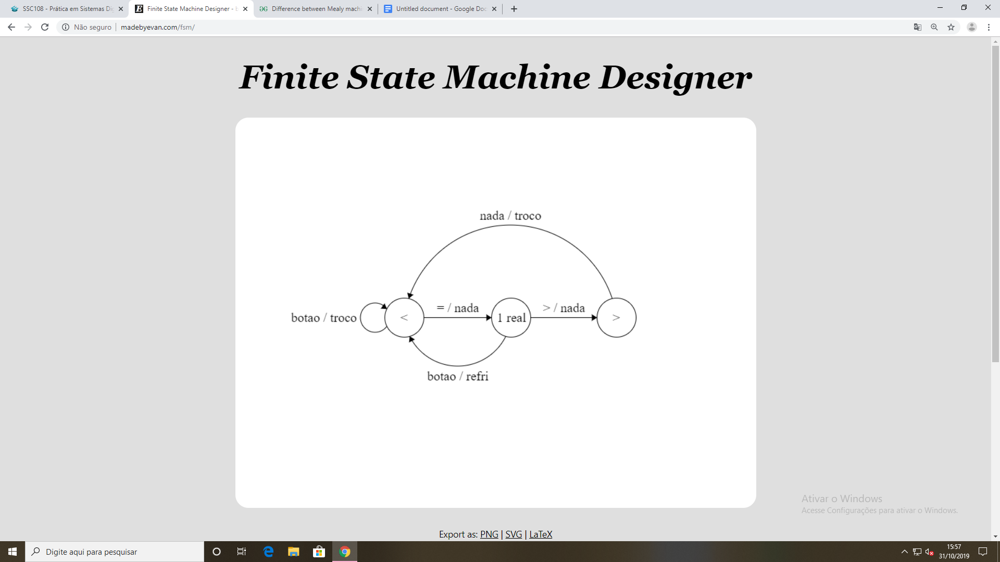 SSC108 - Prática em Sistemas Dig
Finite State Machine Designer - b
Difference between Mealy machi
Untitled document - Google Doc
Não seguro
madebyevan.com/fsm/
Finite State Machine Designer
nada / troco
botao / troco
<
= / nada
1 real
> / nada
>
botao / refri
Ativar o Windows
Acesse Configurações para ativar o Windows.
Export as: PNG | SVG | LaTeX
Digite aqui para pesquisar
15:57
31/10/2019